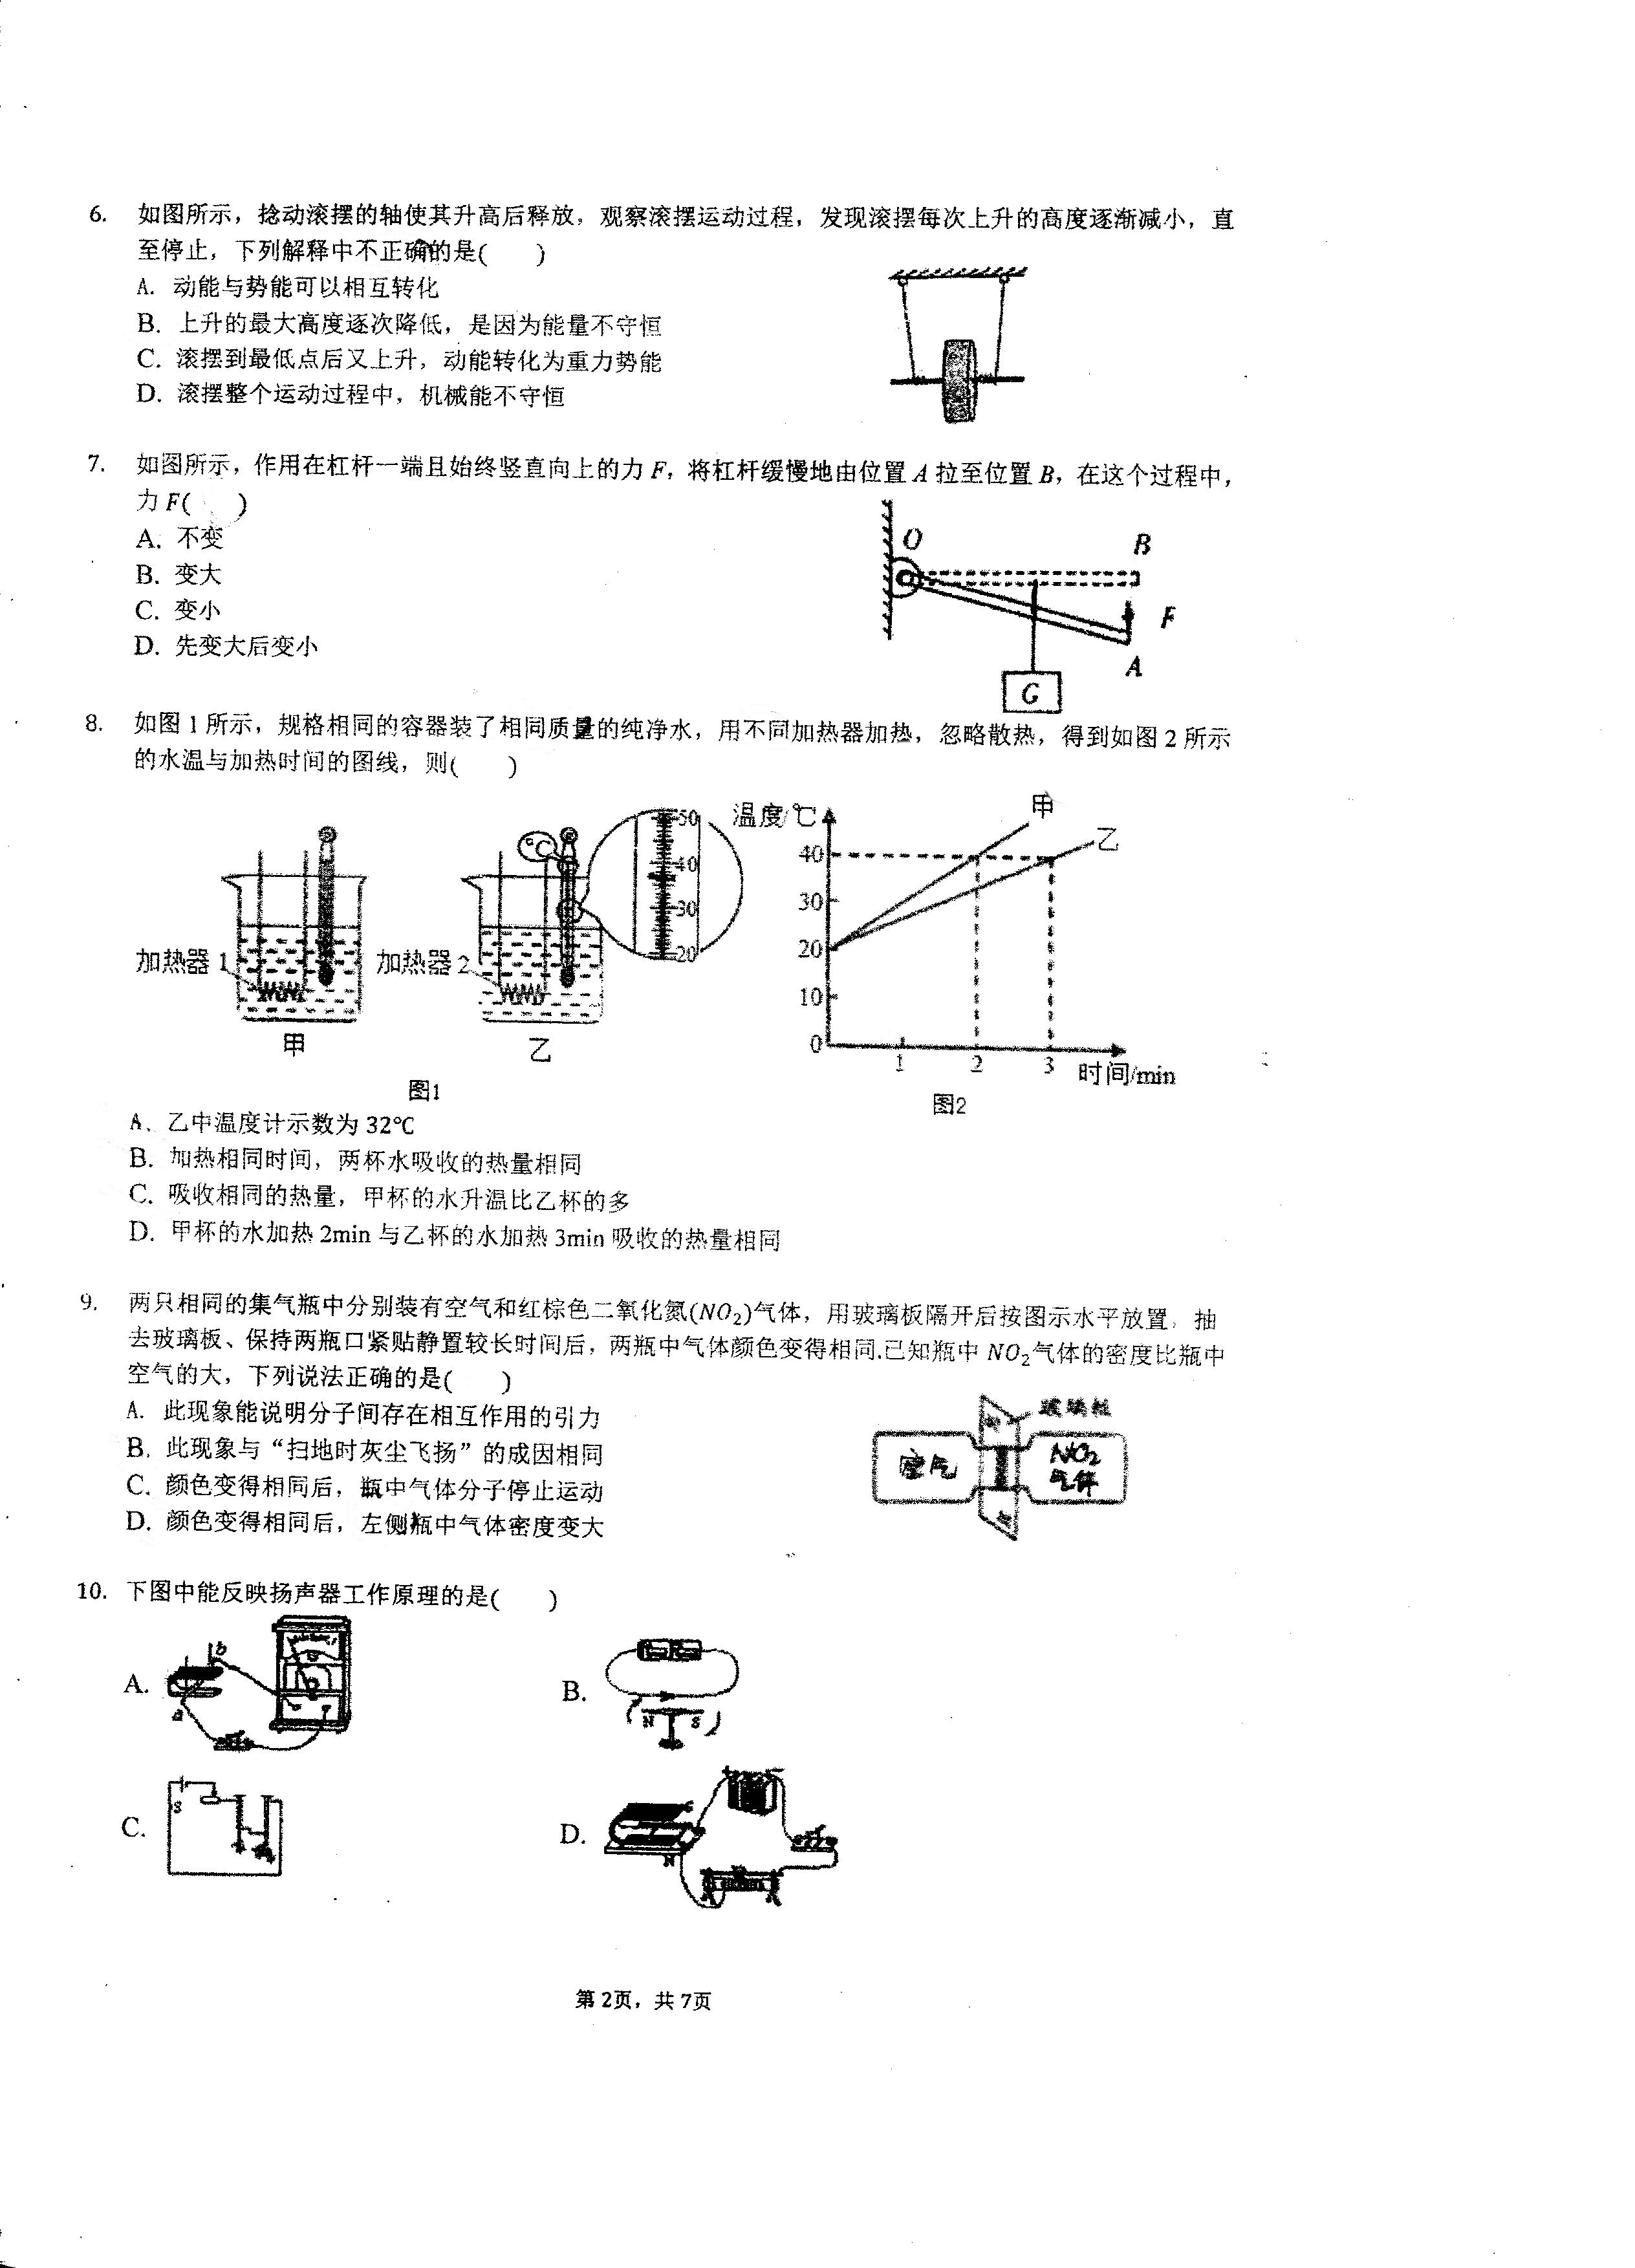 6. 如图所示，捻动滚摆的轴使其升高后释放，观察滚摆运动过程，发现滚摆每次上升的高度逐渐减小，直
至停止，下列解释中不正确的是(　　)
A. 动能与势能可以相互转化
B. 上升的最大高度逐次降低，是因为能量不守恒
C. 滚摆到最低点后又上升，动能转化为重力势能
D. 滚摆整个运动过程中，机械能不守恒
7. 如图所示，作用在杠杆一端且始终竖直向上的力 F，将杠杆缓慢地由位置 A 拉至位置 B，在这个过程中，
力 F(　　)
A. 不变
B. 变大
C. 变小
D. 先变大后变小
O
B
F
A
G
8. 如图 1 所示，规格相同的容器装了相同质量的纯净水，用不同加热器加热，忽略散热，得到如图 2 所示
的水温与加热时间的图线，则(　　)
加热器 1
甲
加热器 2
℃
50
40
30
20
乙
图1
温度/℃
甲
乙
40
30
20
10
0
1 2 3 时间/min
图2
A. 乙中温度计示数为 32℃
B. 加热相同时间，两杯水吸收的热量相同
C. 吸收相同的热量，甲杯的水升温比乙杯的多
D. 甲杯的水加热 2min 与乙杯的水加热 3min 吸收的热量相同
9. 两只相同的集气瓶中分别装有空气和红棕色二氧化氮(NO₂)气体，用玻璃板隔开后按图示水平放置，抽
去玻璃板、保持两瓶口紧贴静置较长时间后，两瓶中气体颜色变得相同.已知瓶中 NO₂气体的密度比瓶中
空气的大，下列说法正确的是(　　)
A. 此现象能说明分子间存在相互作用的引力
B. 此现象与“扫地时灰尘飞扬”的成因相同
C. 颜色变得相同后，瓶中气体分子停止运动
D. 颜色变得相同后，左侧瓶中气体密度变大
玻璃板
空气
NO₂
气体
10. 下图中能反映扬声器工作原理的是(　　)
A.
b
a
G
B.
N S
C.
S
D.
N
第 2页，共 7页